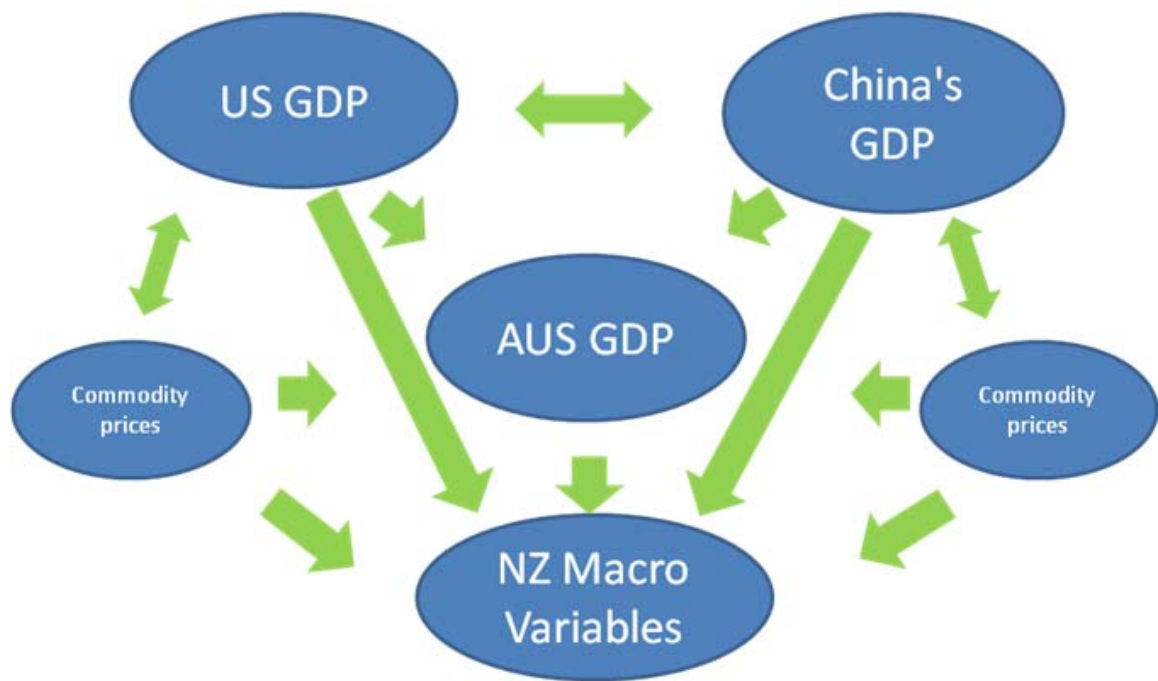 US GDP
China's
GDP
AUS GDP
Commodity
prices
Commodity
prices
NZ Macro
Variables